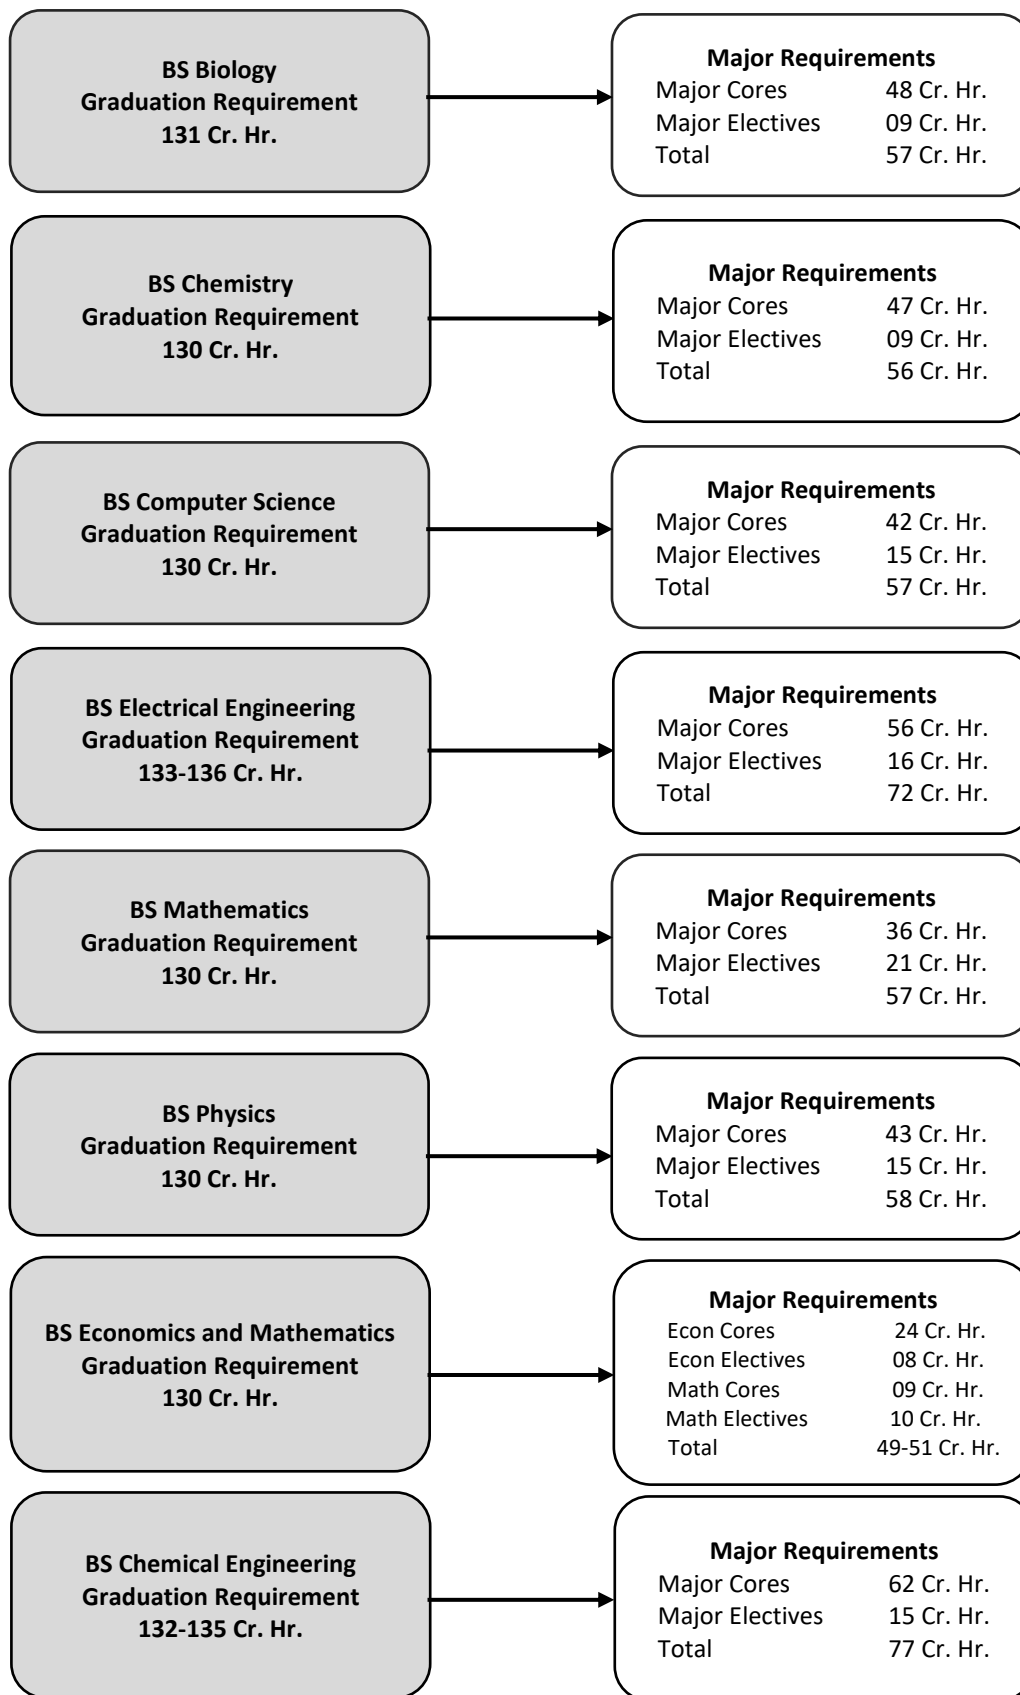 BS Biology
Graduation Requirement
131 Cr. Hr.
Major Requirements
Major Cores 48 Cr. Hr.
Major Electives 09 Cr. Hr.
Total 57 Cr. Hr.
BS Chemistry
Graduation Requirement
130 Cr. Hr.
Major Requirements
Major Cores 47 Cr. Hr.
Major Electives 09 Cr. Hr.
Total 56 Cr. Hr.
BS Computer Science
Graduation Requirement
130 Cr. Hr.
Major Requirements
Major Cores 42 Cr. Hr.
Major Electives 15 Cr. Hr.
Total 57 Cr. Hr.
BS Electrical Engineering
Graduation Requirement
133-136 Cr. Hr.
Major Requirements
Major Cores 56 Cr. Hr.
Major Electives 16 Cr. Hr.
Total 72 Cr. Hr.
BS Mathematics
Graduation Requirement
130 Cr. Hr.
Major Requirements
Major Cores 36 Cr. Hr.
Major Electives 21 Cr. Hr.
Total 57 Cr. Hr.
BS Physics
Graduation Requirement
130 Cr. Hr.
Major Requirements
Major Cores 43 Cr. Hr.
Major Electives 15 Cr. Hr.
Total 58 Cr. Hr.
BS Economics and Mathematics
Graduation Requirement
130 Cr. Hr.
Major Requirements
Econ Cores 24 Cr. Hr.
Econ Electives 08 Cr. Hr.
Math Cores 09 Cr. Hr.
Math Electives 10 Cr. Hr.
Total 49-51 Cr. Hr.
BS Chemical Engineering
Graduation Requirement
132-135 Cr. Hr.
Major Requirements
Major Cores 62 Cr. Hr.
Major Electives 15 Cr. Hr.
Total 77 Cr. Hr.